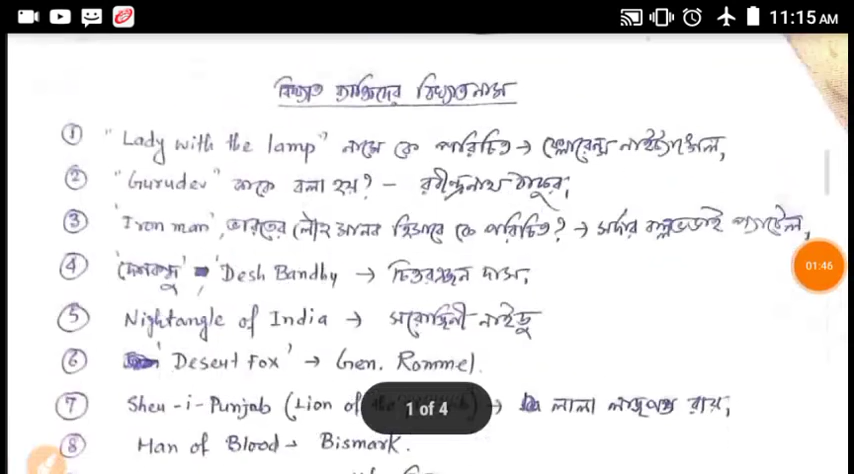 11:15 AM
বিখ্যাত ব্যক্তিদের বিখ্যাত নাম
① "Lady with the lamp" নামে কে পরিচিত → ফ্লোরেন্স নাইটিঙ্গেল,
② "Gurudev" কাকে বলা হয়? – রবীন্দ্রনাথ ঠাকুর,
③ 'Iron man', ভারতের লৌহ মানব হিসাবে কে পরিচিত? → সর্দার বল্লভভাই প্যাটেল,
01:46
④ 'দেশবন্ধু' 'Desh Bandhy → চিত্তরঞ্জন দাস,
⑤ Nightangle of India → সরোজিনী নাইডু
⑥ 'Desert Fox' → Gen. Rommel.
⑦ Sheu-i-Punjab (Lion of the → লালা লাজপত রায়,
1 of 4
⑧ Man of Blood → Bismark.